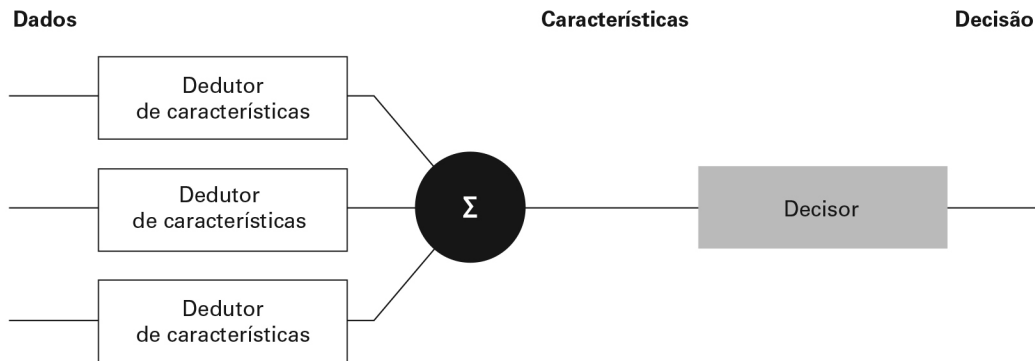 Dados
Características
Decisão
Dedutor
de características
Dedutor
de características
Dedutor
de características
Σ
Decisor